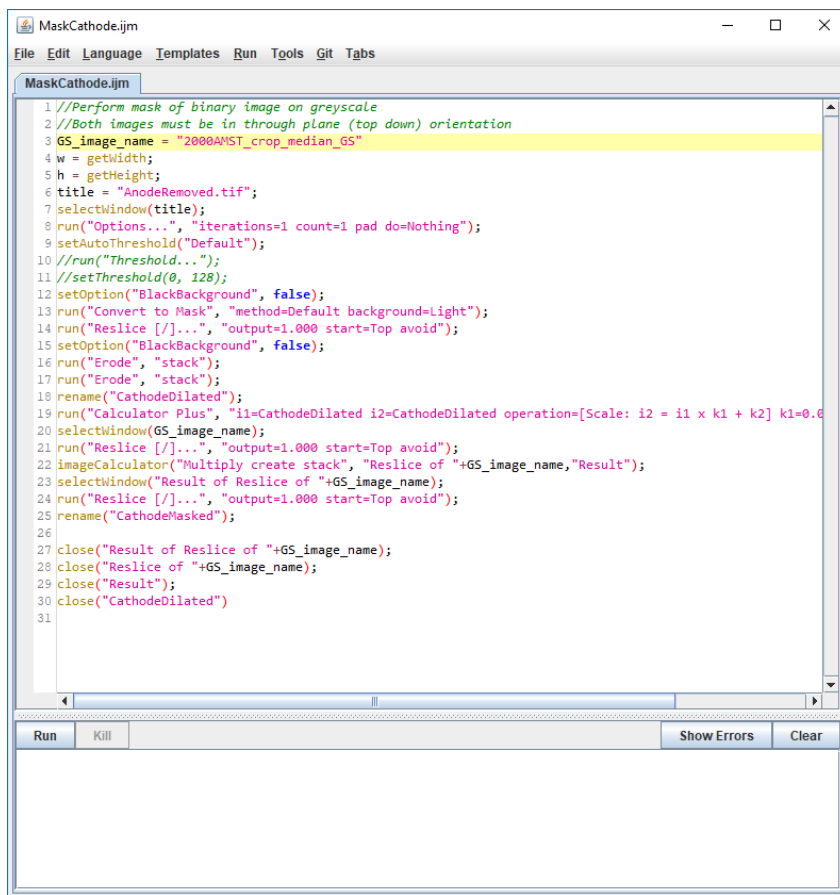 MaskCathode.ijm
File Edit Language Templates Run Tools Git Tabs
MaskCathode.ijm
1 //Perform mask of binary image on greyscale
2 //Both images must be in through plane (top down) orientation
3 GS_image_name = "2000AMST_crop_median_GS"
4 w = getWidth;
5 h = getHeight;
6 title = "AnodeRemoved.tif";
7 selectWindow(title);
8 run("Options...", "iterations=1 count=1 pad do=Nothing");
9 setAutoThreshold("Default");
10 //run("Threshold...");
11 //setThreshold(0, 128);
12 setOption("BlackBackground", false);
13 run("Convert to Mask", "method=Default background=Light");
14 run("Reslice [/]...", "output=1.000 start=Top avoid");
15 setOption("BlackBackground", false);
16 run("Erode", "stack");
17 run("Erode", "stack");
18 rename("CathodeDilated");
19 run("Calculator Plus", "i1=CathodeDilated i2=CathodeDilated operation=[Scale: i2 = i1 x k1 + k2] k1=0.0
20 selectWindow(GS_image_name);
21 run("Reslice [/]...", "output=1.000 start=Top avoid");
22 imageCalculator("Multiply create stack", "Reslice of "+GS_image_name,"Result");
23 selectWindow("Result of Reslice of "+GS_image_name);
24 run("Reslice [/]...", "output=1.000 start=Top avoid");
25 rename("CathodeMasked");
26
27 close("Result of Reslice of "+GS_image_name);
28 close("Reslice of "+GS_image_name);
29 close("Result");
30 close("CathodeDilated")
31
Run Kill Show Errors Clear